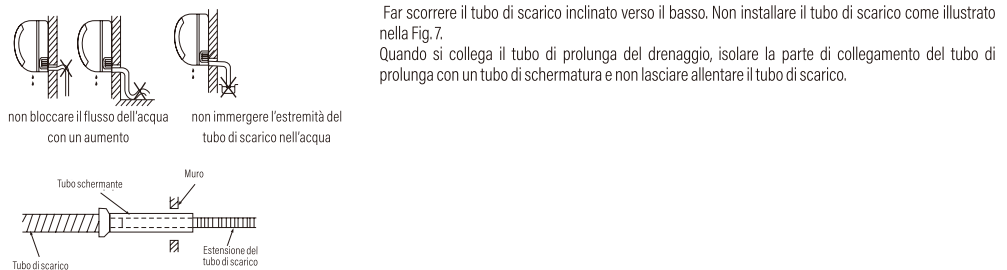 Far scorrere il tubo di scarico inclinato verso il basso. Non installare il tubo di scarico come illustrato
nella Fig. 7.
Quando si collega il tubo di prolunga del drenaggio, isolare la parte di collegamento del tubo di
prolunga con un tubo di schermatura e non lasciare allentare il tubo di scarico.
non bloccare il flusso dell'acqua
con un aumento
non immergere l'estremità del
tubo di scarico nell'acqua
Muro
Tubo schermante
Estensione del
tubo di scarico
Tubo di scarico